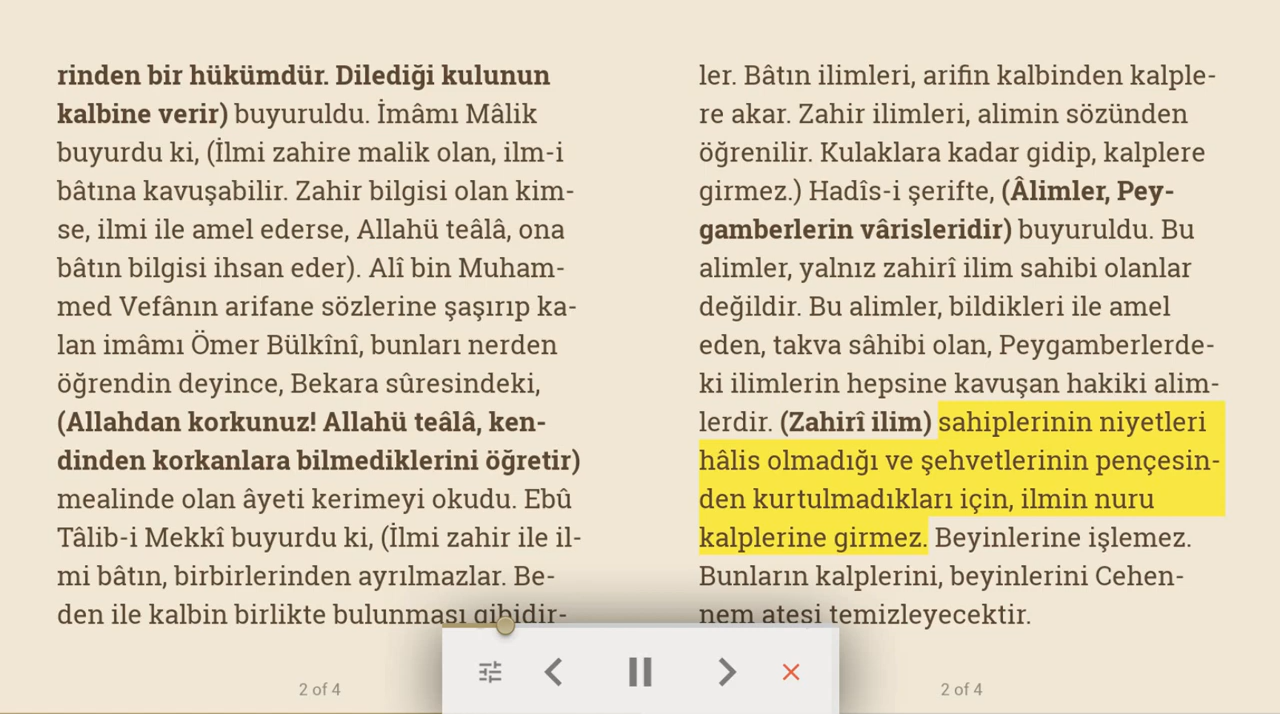 rinden bir hükümdür. Dilediği kulunun
kalbine verir) buyuruldu. İmâmı Mâlik
buyurdu ki, (İlmi zahire malik olan, ilm-i
bâtına kavuşabilir. Zahir bilgisi olan kim-
se, ilmi ile amel ederse, Allahü teâlâ, ona
bâtın bilgisi ihsan eder). Alî bin Muham-
med Vefânın arifane sözlerine şaşırıp ka-
lan imâmı Ömer Bülkînî, bunları nerden
öğrendin deyince, Bekara sûresindeki,
(Allahdan korkunuz! Allahü teâlâ, ken-
dinden korkanlara bilmediklerini öğretir)
mealinde olan âyeti kerimeyi okudu. Ebû
Tâlib-i Mekkî buyurdu ki, (İlmi zahir ile il-
mi bâtın, birbirlerinden ayrılmazlar. Be-
den ile kalbin birlikte bulunması gibidir-
2 of 4
ler. Bâtın ilimleri, arifin kalbinden kalple-
re akar. Zahir ilimleri, alimin sözünden
öğrenilir. Kulaklara kadar gidip, kalplere
girmez.) Hadîs-i şerifte, (Âlimler, Pey-
gamberlerin vârisleridir) buyuruldu. Bu
alimler, yalnız zahirî ilim sahibi olanlar
değildir. Bu alimler, bildikleri ile amel
eden, takva sâhibi olan, Peygamberlerde-
ki ilimlerin hepsine kavuşan hakiki alim-
lerdir. (Zahirî ilim) sahiplerinin niyetleri
hâlis olmadığı ve şehvetlerinin pençesin-
den kurtulmadıkları için, ilmin nuru
kalplerine girmez. Beyinlerine işlemez.
Bunların kalplerini, beyinlerini Cehen-
nem ateşi temizleyecektir.
2 of 4